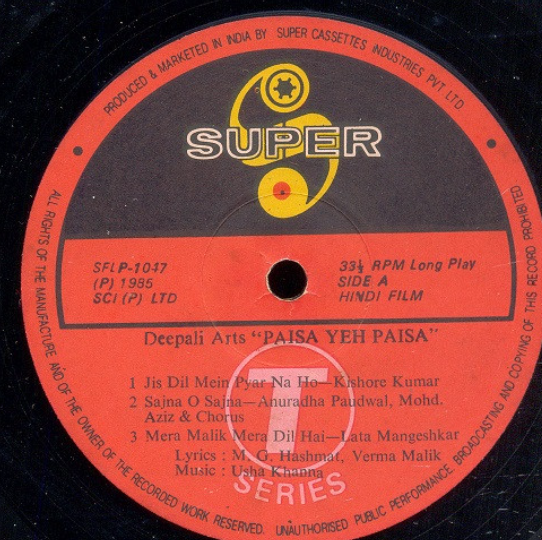 PRODUCED & MARKETED IN INDIA BY SUPER CASSETTES INDUSTRIES PVT. LTD
SUPER
SFLP-1047
(P) 1985
SCI (P) LTD
33⅓ RPM Long Play
SIDE A
HINDI FILM
Deepali Arts "PAISA YEH PAISA"
1 Jis Dil Mein Pyar Na Ho—Kishore Kumar
2 Sajna O Sajna—Anuradha Paudwal, Mohd.
Aziz & Chorus
3 Mera Malik Mera Dil Hai—Lata Mangeshkar
Lyrics : M. G. Hashmat, Verma Malik
Music : Usha Khanna
T
SERIES
ALL RIGHTS OF THE MANUFACTURE AND OF THE OWNER OF THE RECORDED WORK RESERVED. UNAUTHORISED PUBLIC PERFORMANCE BROADCASTING AND COPYING OF THIS RECORD PROHIBITED